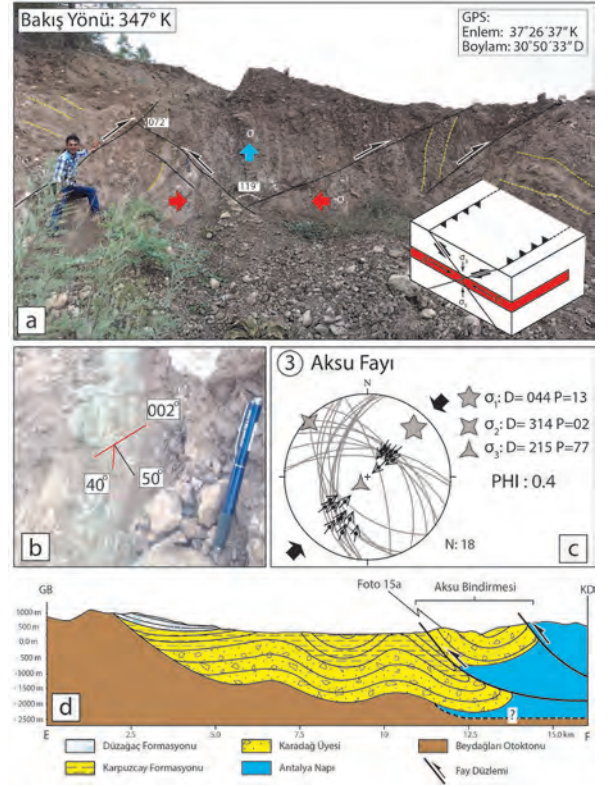 Bakış Yönü: 347° K
GPS:
Enlem: 37°26´37″K
Boylam: 30°50´33″D
072
119
σ
σ
a
002°
40°
50°
b
3 Aksu Fayı
N
σ₁: D= 044 P=13
σ₂: D= 314 P=02
σ₃: D= 215 P=77
PHI : 0.4
N: 18
c
GB
Foto 15a
Aksu Bindirmesi
KD
1000 m
500 m
0.0 m
-500 m
-1000 m
-1500 m
-2000 m
-2500 m
d
?
E
2.5
5.0
7.5
10.0
12.5
15.0 km
F
Düzağaç Formasyonu
Karadağ Üyesi
Beydağları Otoktonu
Karpuzcay Formasyonu
Antalya Napı
Fay Düzlemi